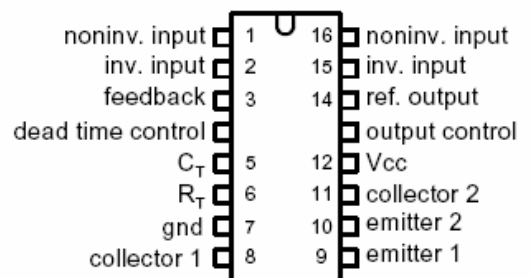 noninv. input 1 16 noninv. input
inv. input 2 15 inv. input
feedback 3 14 ref. output
dead time control output control
CT 5 12 Vcc
RT 6 11 collector 2
gnd 7 10 emitter 2
collector 1 8 9 emitter 1